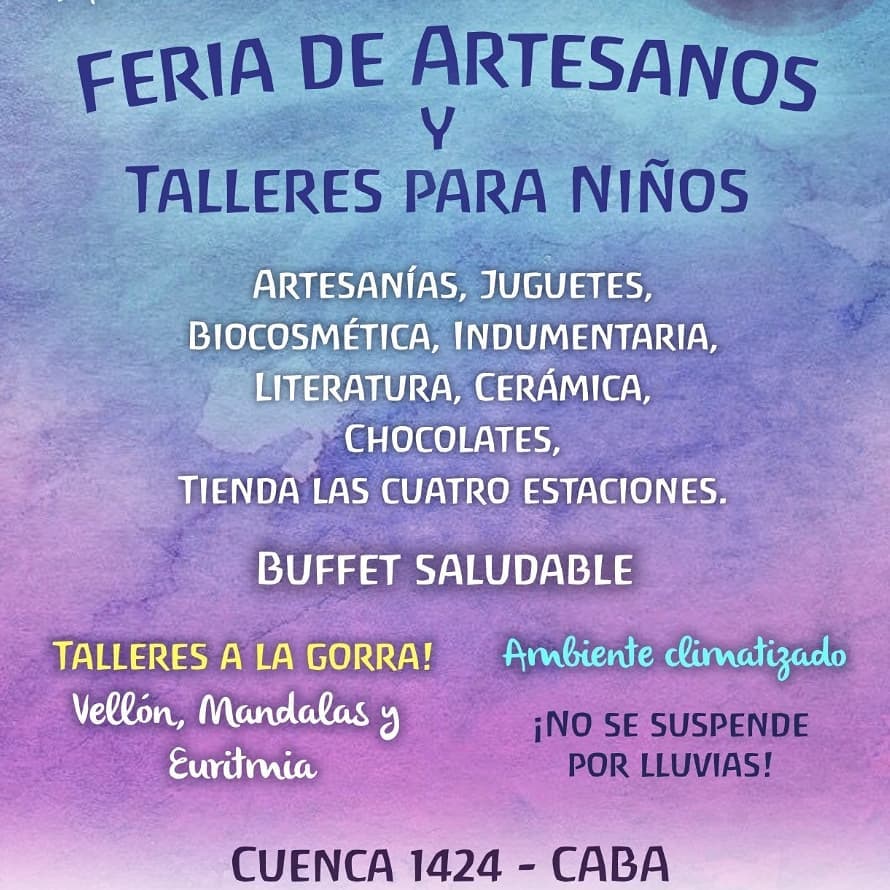 FERIA DE ARTESANOS
Y
TALLERES PARA NIÑOS
ARTESANÍAS, JUGUETES,
BIOCOSMÉTICA, INDUMENTARIA,
LITERATURA, CERÁMICA,
CHOCOLATES,
TIENDA LAS CUATRO ESTACIONES.
BUFFET SALUDABLE
TALLERES A LA GORRA!
Vellón, Mandalas y
Euritmia
Ambiente climatizado
¡NO SE SUSPENDE
POR LLUVIAS!
CUENCA 1424 - CABA